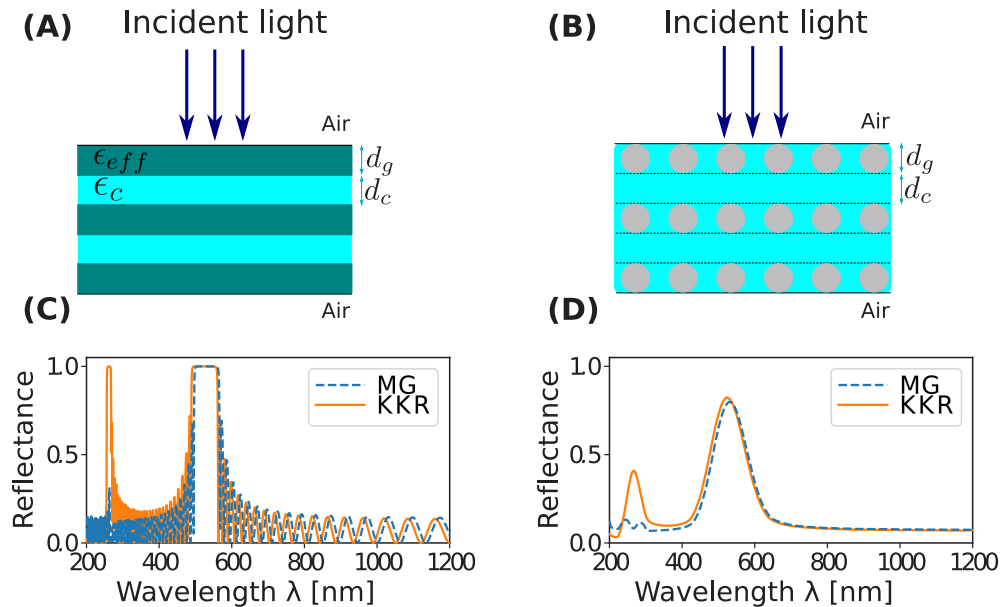 (A)
Incident light
Air
ϵ_eff
d_g
ϵ_c
d_c
Air
(B)
Incident light
Air
d_g
d_c
Air
(C)
Reflectance
1.0
0.5
0.0
MG
KKR
200 400 600 800 1000 1200
Wavelength λ [nm]
(D)
Reflectance
1.0
0.5
0.0
MG
KKR
200 400 600 800 1000 1200
Wavelength λ [nm]